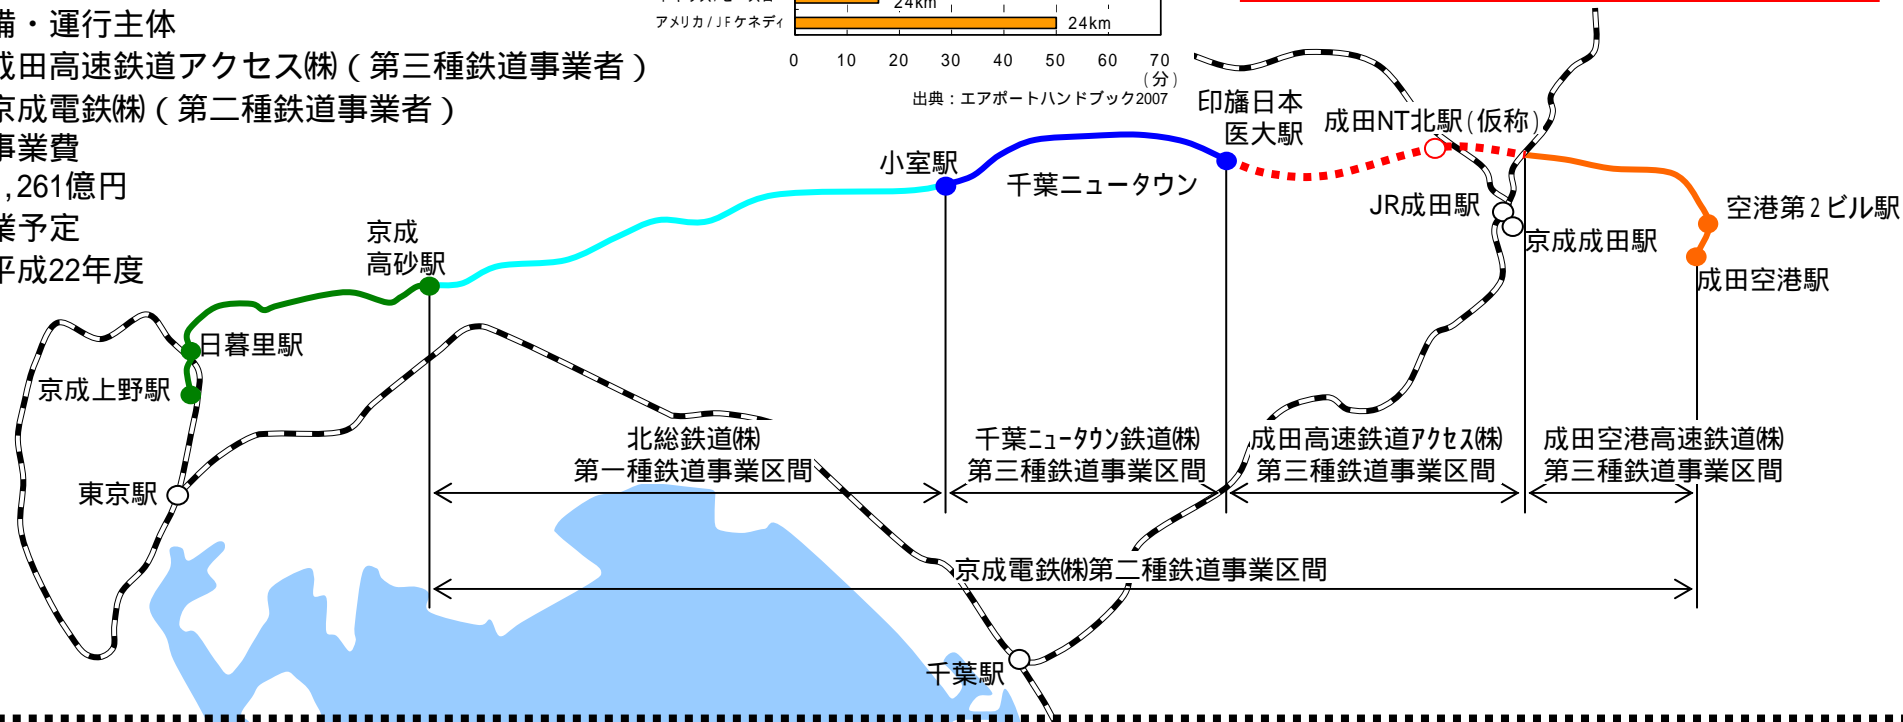 備・運行主体
成田高速鉄道アクセス㈱(第三種鉄道事業者)
京成電鉄㈱(第二種鉄道事業者)
事業費
,261億円
業予定
平成22年度
24km
アメリカ/JFケネディ
24km
0 10 20 30 40 50 60 70
(分)
出典:エアポートハンドブック2007
印旛日本
医大駅
成田NT北駅(仮称)
小室駅
千葉ニュータウン
JR成田駅
京成成田駅
空港第2ビル駅
成田空港駅
京成
高砂駅
日暮里駅
京成上野駅
東京駅
北総鉄道㈱
第一種鉄道事業区間
千葉ニュータウン鉄道㈱
第三種鉄道事業区間
成田高速鉄道アクセス㈱
第三種鉄道事業区間
成田空港高速鉄道㈱
第三種鉄道事業区間
京成電鉄㈱第二種鉄道事業区間
千葉駅